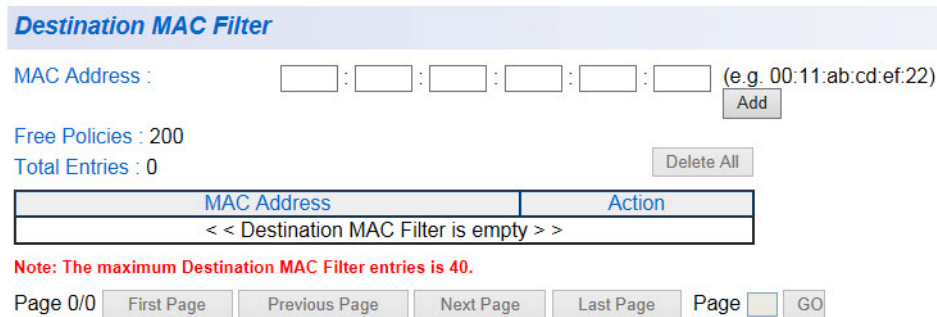 Destination MAC Filter
MAC Address : : : : : : (e.g. 00:11:ab:cd:ef:22)
Add
Free Policies : 200
Total Entries : 0
Delete All
MAC Address Action
< < Destination MAC Filter is empty > >
Note: The maximum Destination MAC Filter entries is 40.
Page 0/0 First Page Previous Page Next Page Last Page Page GO